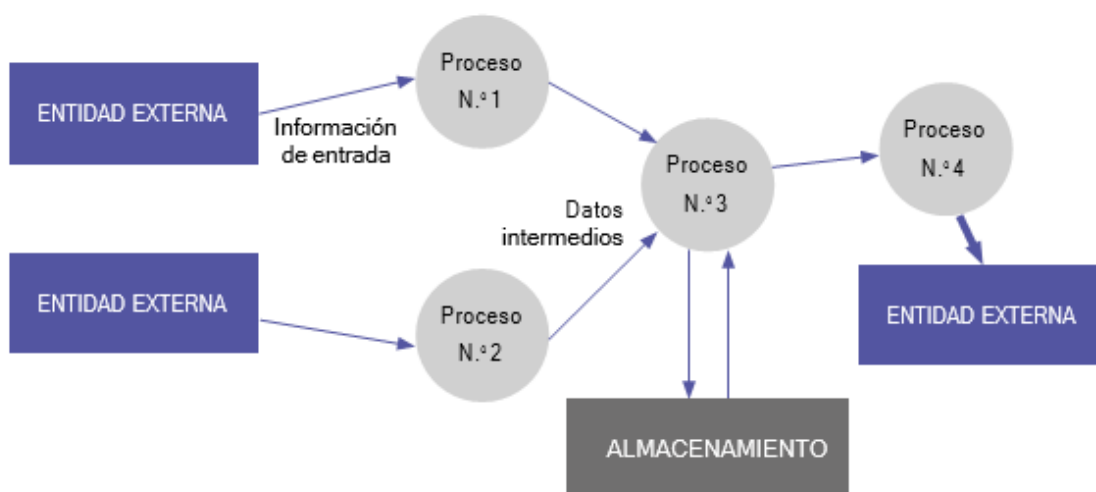 ENTIDAD EXTERNA
Información
de entrada
Proceso
N.º 1
Proceso
N.º 3
Proceso
N.º 4
Datos
intermedios
ENTIDAD EXTERNA
Proceso
N.º 2
ENTIDAD EXTERNA
ALMACENAMIENTO